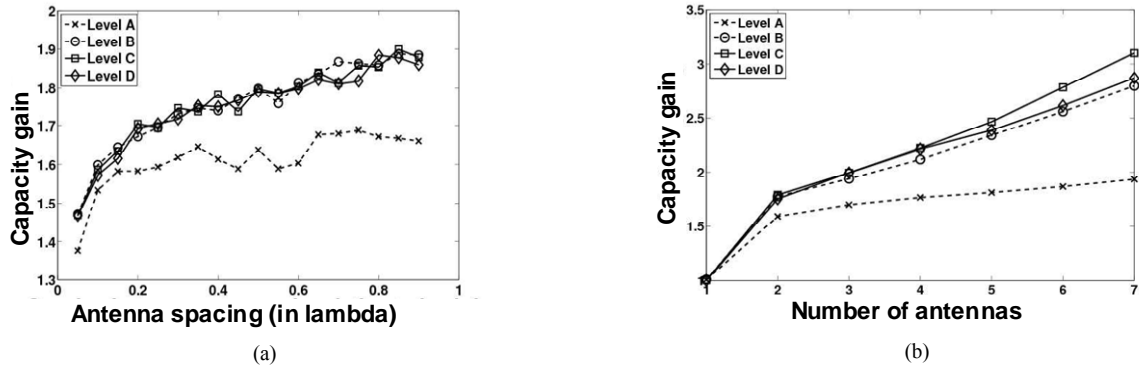 2
1.9
1.8
1.7
1.6
1.5
1.4
1.3
Capacity gain
Level A
Level B
Level C
Level D
0
0.2
0.4
0.6
0.8
1
Antenna spacing (in lambda)
(a)
3.5
3
2.5
2
1.5
Capacity gain
Level A
Level B
Level C
Level D
1
2
3
4
5
6
7
Number of antennas
(b)